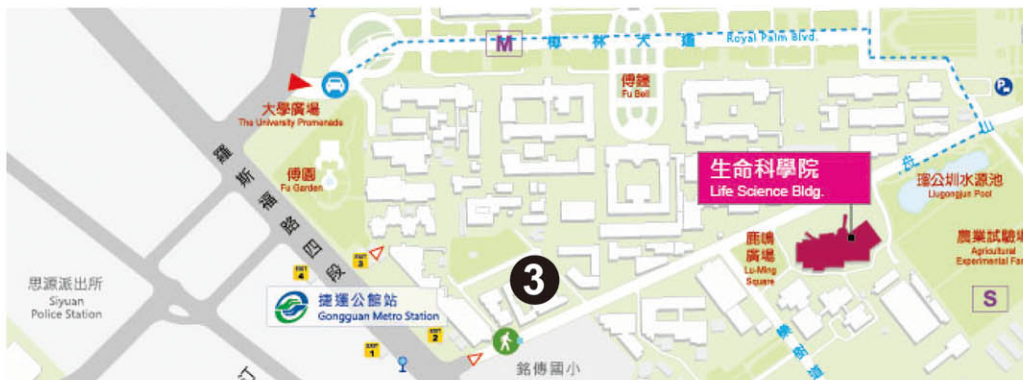 M
椰林大道
Royal Palm Blvd.
大學廣場
The University Promenade
傅鐘
Fu Bell
傅園
Fu Garden
羅斯福路四段
生命科學院
Life Science Bldg.
P
舟山
瑠公圳水源池
Liugongjun Pool
鹿鳴
廣場
Lu-Ming
Square
農業試驗場
Agricultural
Experimental Far
S
思源派出所
Siyuan
Police Station
EXIT
3
EXIT
4
捷運公館站
Gongguan Metro Station
EXIT
2
EXIT
1
3
銘傳國小
汀